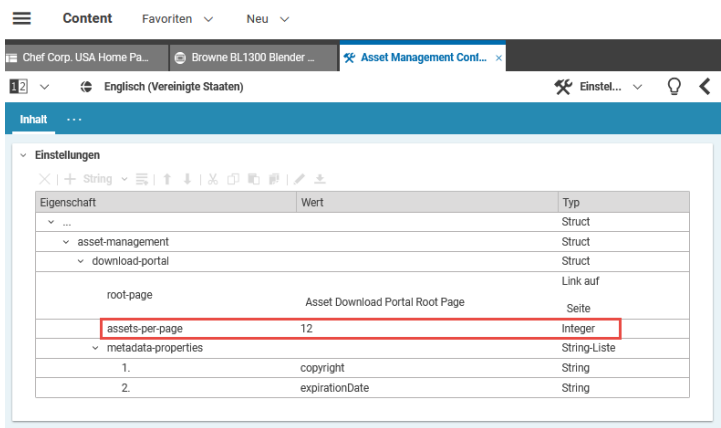 Content Favoriten Neu
Chef Corp. USA Home Pa... Browne BL1300 Blender ... Asset Management Conf... ×
12 Englisch (Vereinigte Staaten) Einstel...
Inhalt ...
Einstellungen
String
Eigenschaft Wert Typ
... Struct
asset-management Struct
download-portal Struct
root-page Asset Download Portal Root Page Link auf Seite
assets-per-page 12 Integer
metadata-properties String-Liste
1. copyright String
2. expirationDate String